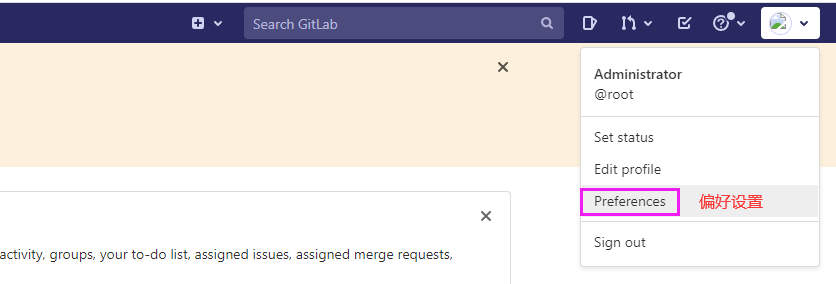 Search GitLab
Administrator
@root
Set status
Edit profile
Preferences 偏好设置
Sign out
activity, groups, your to-do list, assigned issues, assigned merge requests,